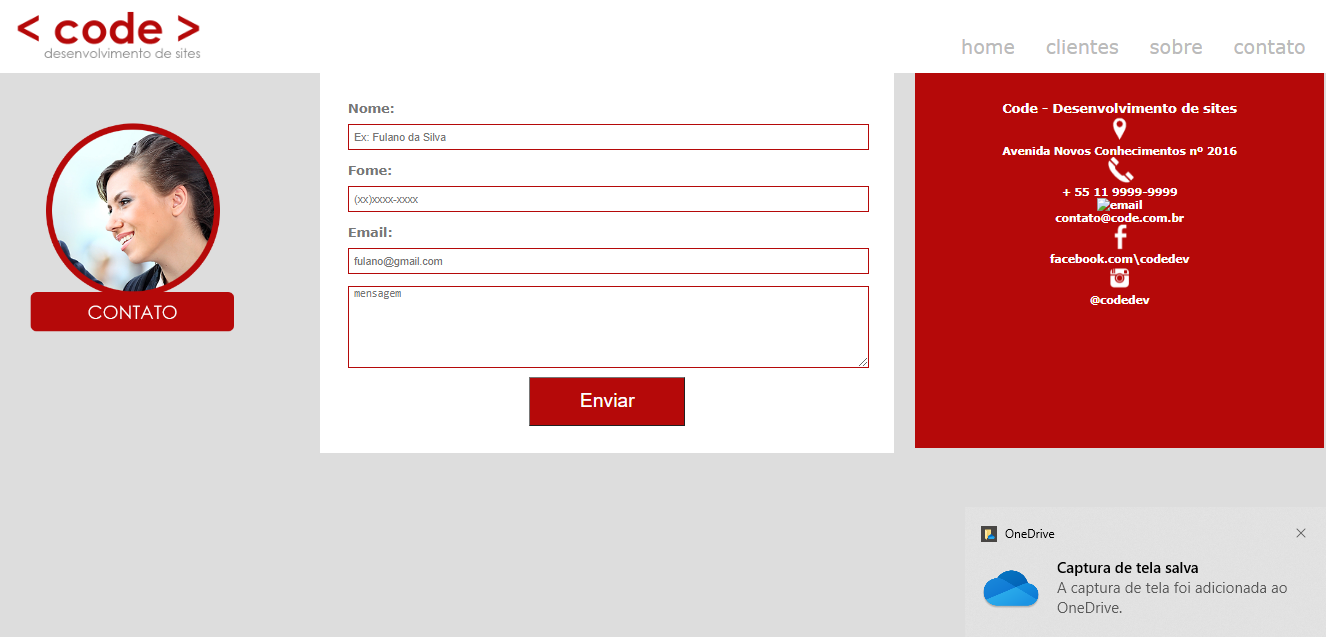 < code >
desenvolvimento de sites
home clientes sobre contato
CONTATO
Nome:
Ex: Fulano da Silva
Fome:
(xx)xxxx-xxxx
Email:
fulano@gmail.com
mensagem
Enviar
Code - Desenvolvimento de sites
Avenida Novos Conhecimentos nº 2016
+ 55 11 9999-9999
email
contato@code.com.br
facebook.com\codedev
@codedev
OneDrive
Captura de tela salva
A captura de tela foi adicionada ao
OneDrive.